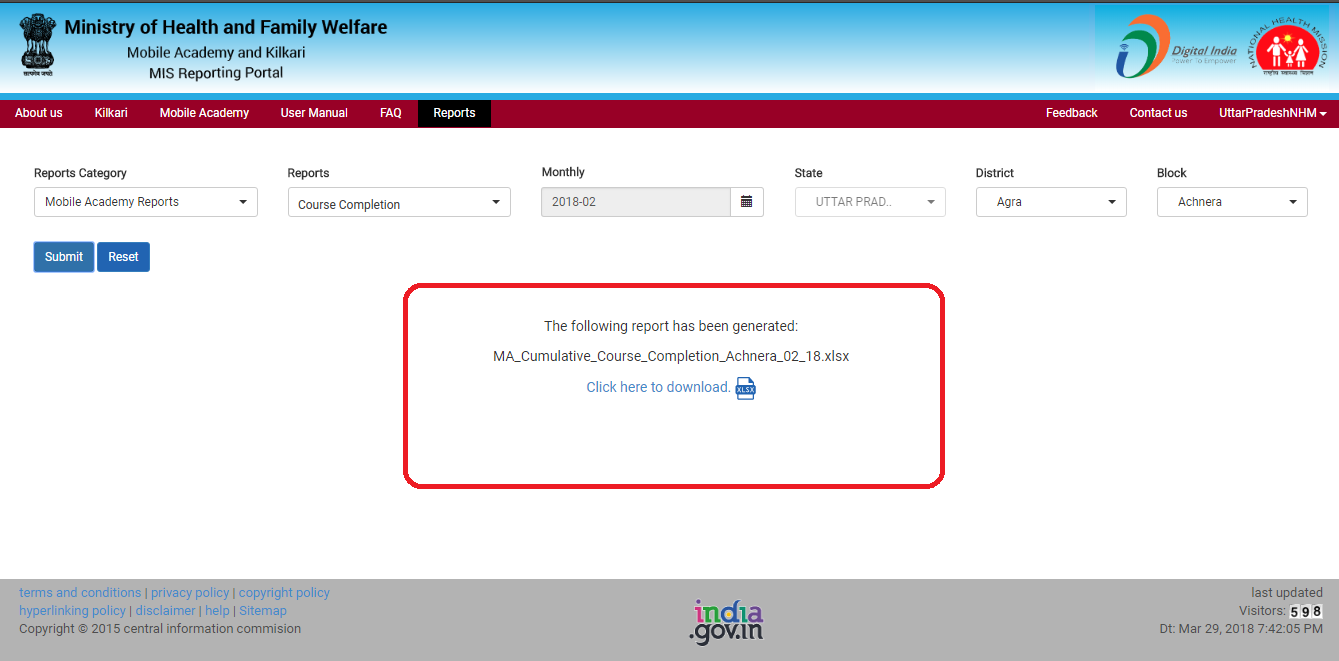 Ministry of Health and Family Welfare
Mobile Academy and Kilkari
MIS Reporting Portal
सत्यमेव जयते
Digital India
Power To Empower
NATIONAL HEALTH MISSION
राष्ट्रीय स्वास्थ्य मिशन
About us Kilkari Mobile Academy User Manual FAQ Reports Feedback Contact us UttarPradeshNHM
Reports Category Reports Monthly State District Block
Mobile Academy Reports Course Completion 2018-02 UTTAR PRAD.. Agra Achnera
Submit Reset
The following report has been generated:
MA_Cumulative_Course_Completion_Achnera_02_18.xlsx
Click here to download. XLSX
terms and conditions | privacy policy | copyright policy
hyperlinking policy | disclaimer | help | Sitemap
Copyright © 2015 central information commision
india
.gov.in
last updated
Visitors: 598
Dt: Mar 29, 2018 7:42:05 PM